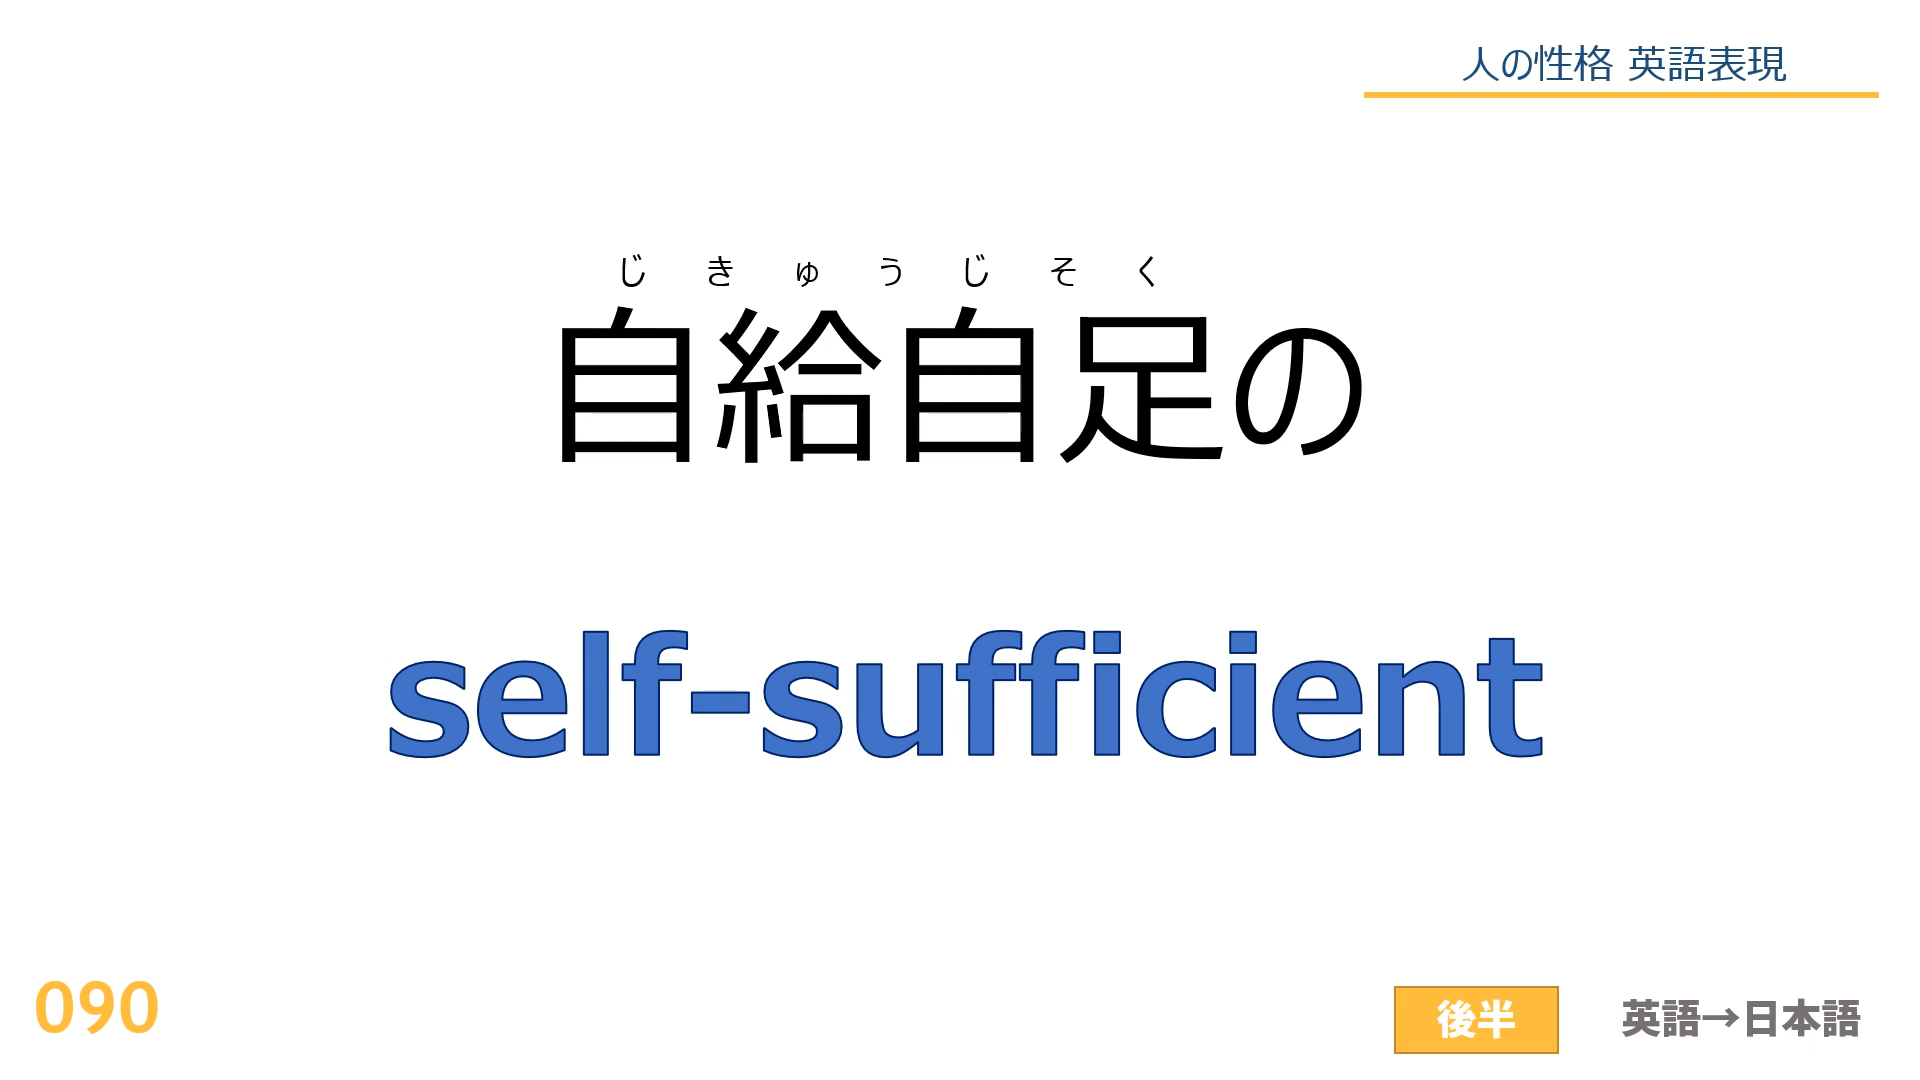 人の性格 英語表現
じきゅうじそく
自給自足の
self-sufficient
090
後半
英語→日本語